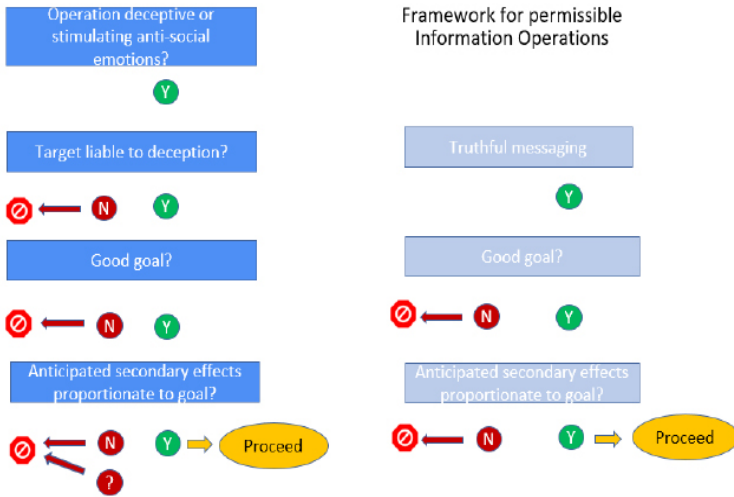 Operation deceptive or
stimulating anti-social
emotions?
Framework for permissible
Information Operations
Y
Target liable to deception?
Truthful messaging
N
Y
Y
Good goal?
Good goal?
N
Y
N
Y
Anticipated secondary effects
proportionate to goal?
Anticipated secondary effects
proportionate to goal?
N
Y
Proceed
?
N
Y
Proceed